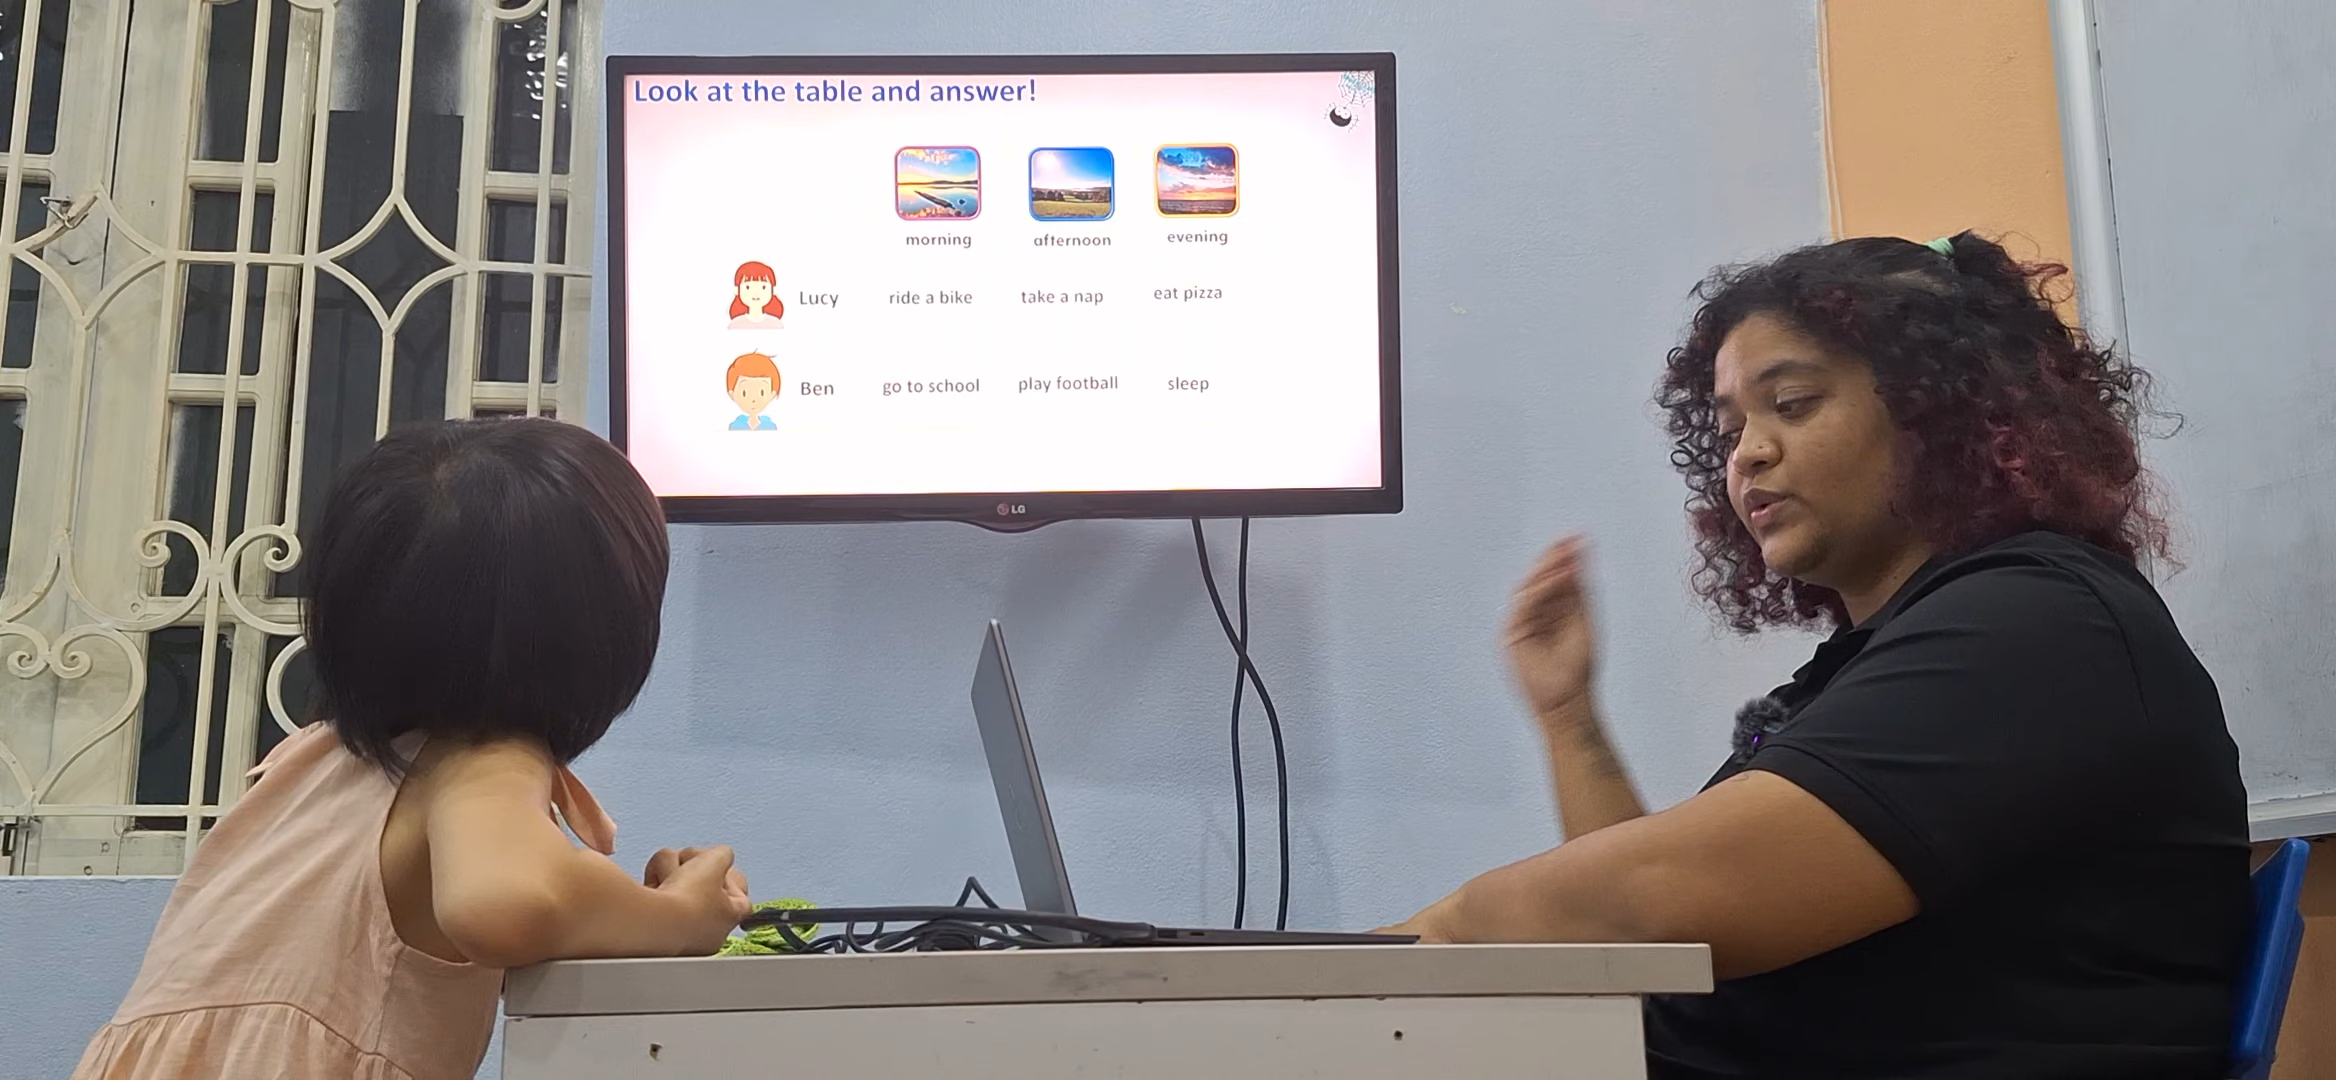 Look at the table and answer!
morning afternoon evening
Lucy ride a bike take a nap eat pizza
Ben go to school play football sleep
LG